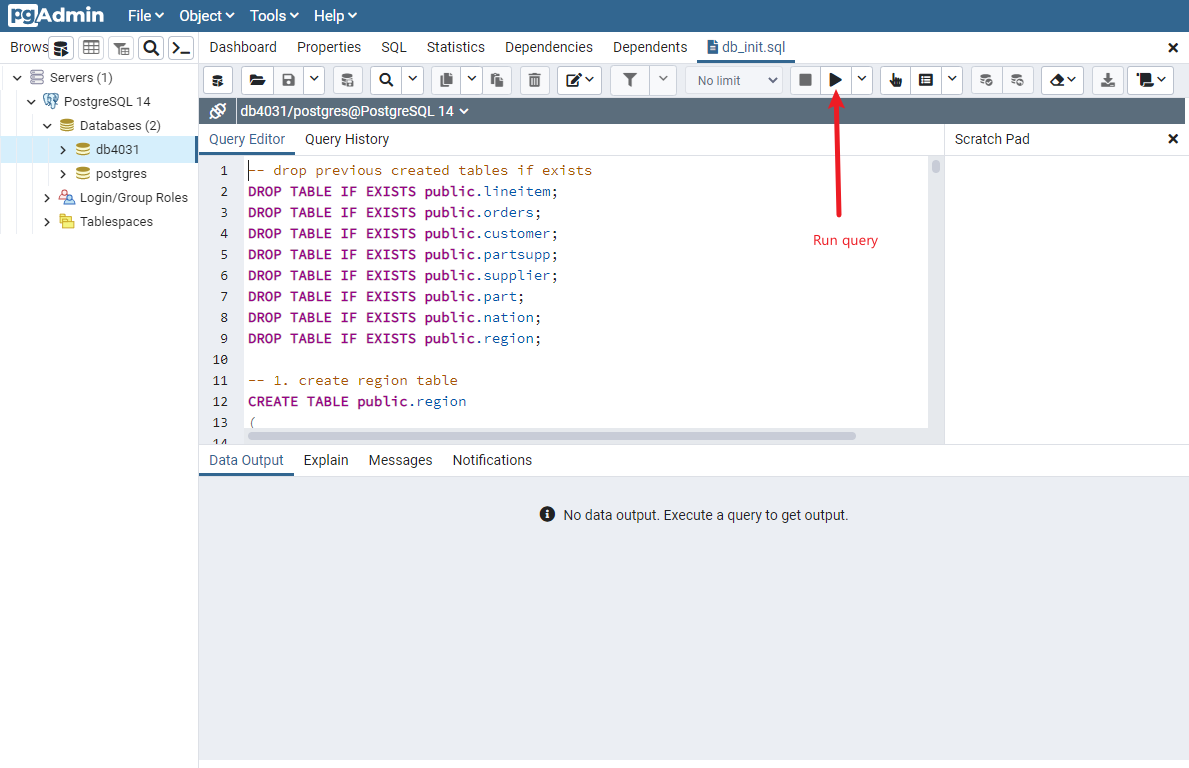 pgAdmin File Object Tools Help
Brows
Dashboard Properties SQL Statistics Dependencies Dependents db_init.sql
Servers (1)
PostgreSQL 14
Databases (2)
db4031
postgres
Login/Group Roles
Tablespaces
No limit
db4031/postgres@PostgreSQL 14
Query Editor Query History
Scratch Pad
1 -- drop previous created tables if exists
2 DROP TABLE IF EXISTS public.lineitem;
3 DROP TABLE IF EXISTS public.orders;
4 DROP TABLE IF EXISTS public.customer;
5 DROP TABLE IF EXISTS public.partsupp;
6 DROP TABLE IF EXISTS public.supplier;
7 DROP TABLE IF EXISTS public.part;
8 DROP TABLE IF EXISTS public.nation;
9 DROP TABLE IF EXISTS public.region;
10
11 -- 1. create region table
12 CREATE TABLE public.region
13 (
14
Run query
Data Output Explain Messages Notifications
No data output. Execute a query to get output.